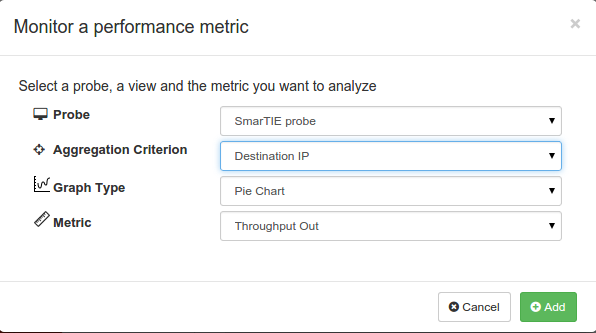 Monitor a performance metric
×
Select a probe, a view and the metric you want to analyze
Probe
SmarTIE probe
Aggregation Criterion
Destination IP
Graph Type
Pie Chart
Metric
Throughput Out
Cancel
Add